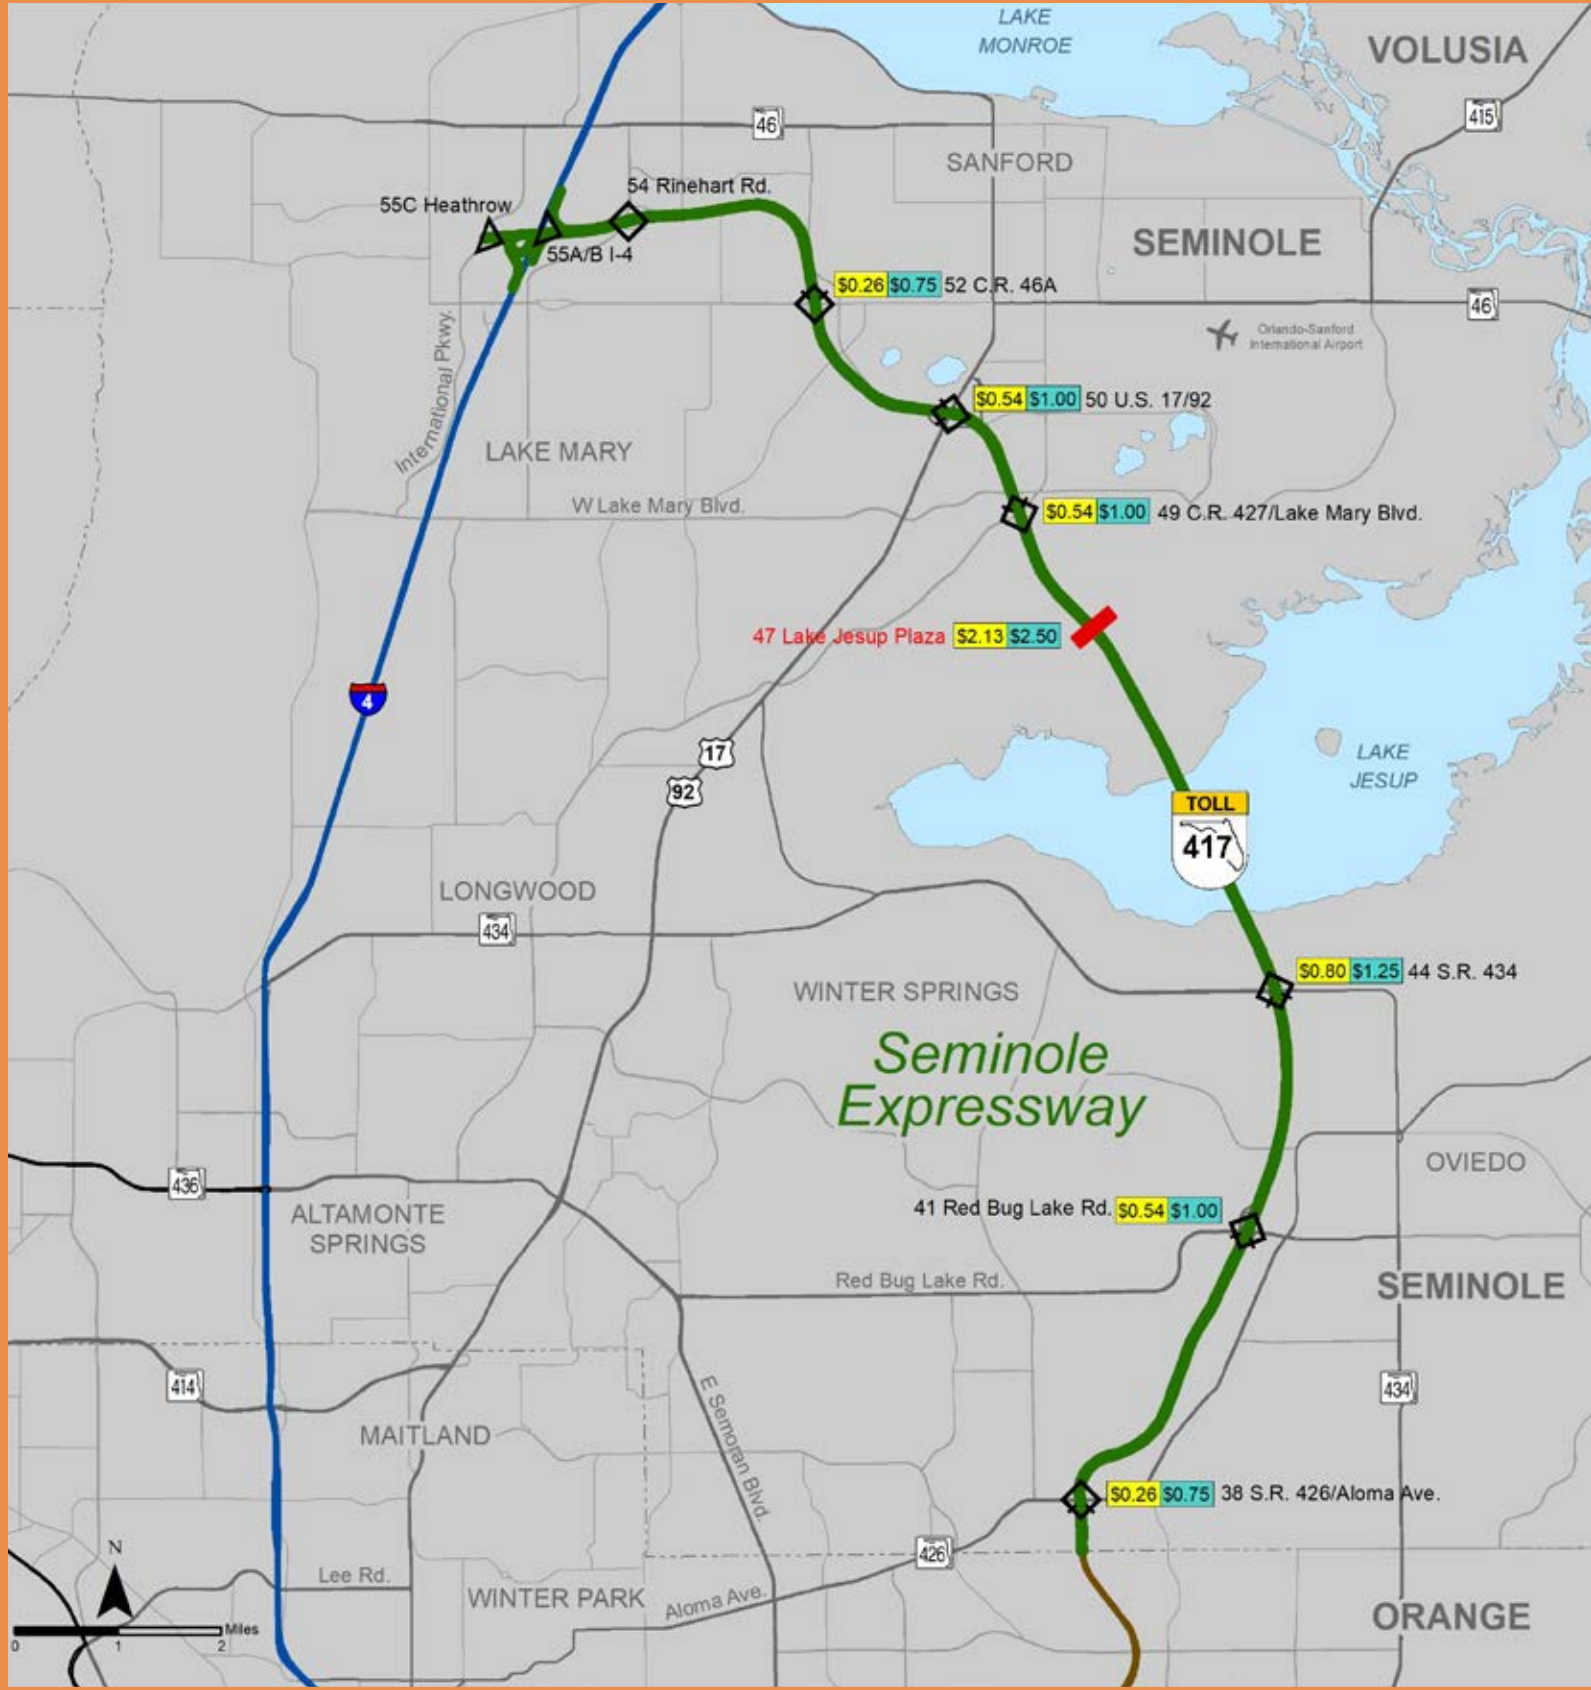 LAKE
MONROE
VOLUSIA
415
46
SANFORD
54 Rinehart Rd.
55C Heathrow
SEMINOLE
55A/B I-4
$0.26 $0.75 52 C.R. 46A
46
Orlando-Sanford
International Airport
International Pkwy.
$0.54 $1.00 50 U.S. 17/92
LAKE MARY
W Lake Mary Blvd.
$0.54 $1.00 49 C.R. 427/Lake Mary Blvd.
47 Lake Jesup Plaza $2.13 $2.50
4
17
92
LAKE
JESUP
TOLL
417
LONGWOOD
434
$0.80 $1.25 44 S.R. 434
WINTER SPRINGS
Seminole
Expressway
OVIEDO
436
ALTAMONTE
SPRINGS
41 Red Bug Lake Rd. $0.54 $1.00
Red Bug Lake Rd.
SEMINOLE
414
434
E Semoran Blvd.
MAITLAND
$0.26 $0.75 38 S.R. 426/Aloma Ave.
426
N
Lee Rd.
WINTER PARK
Aloma Ave.
ORANGE
Miles
0 1 2